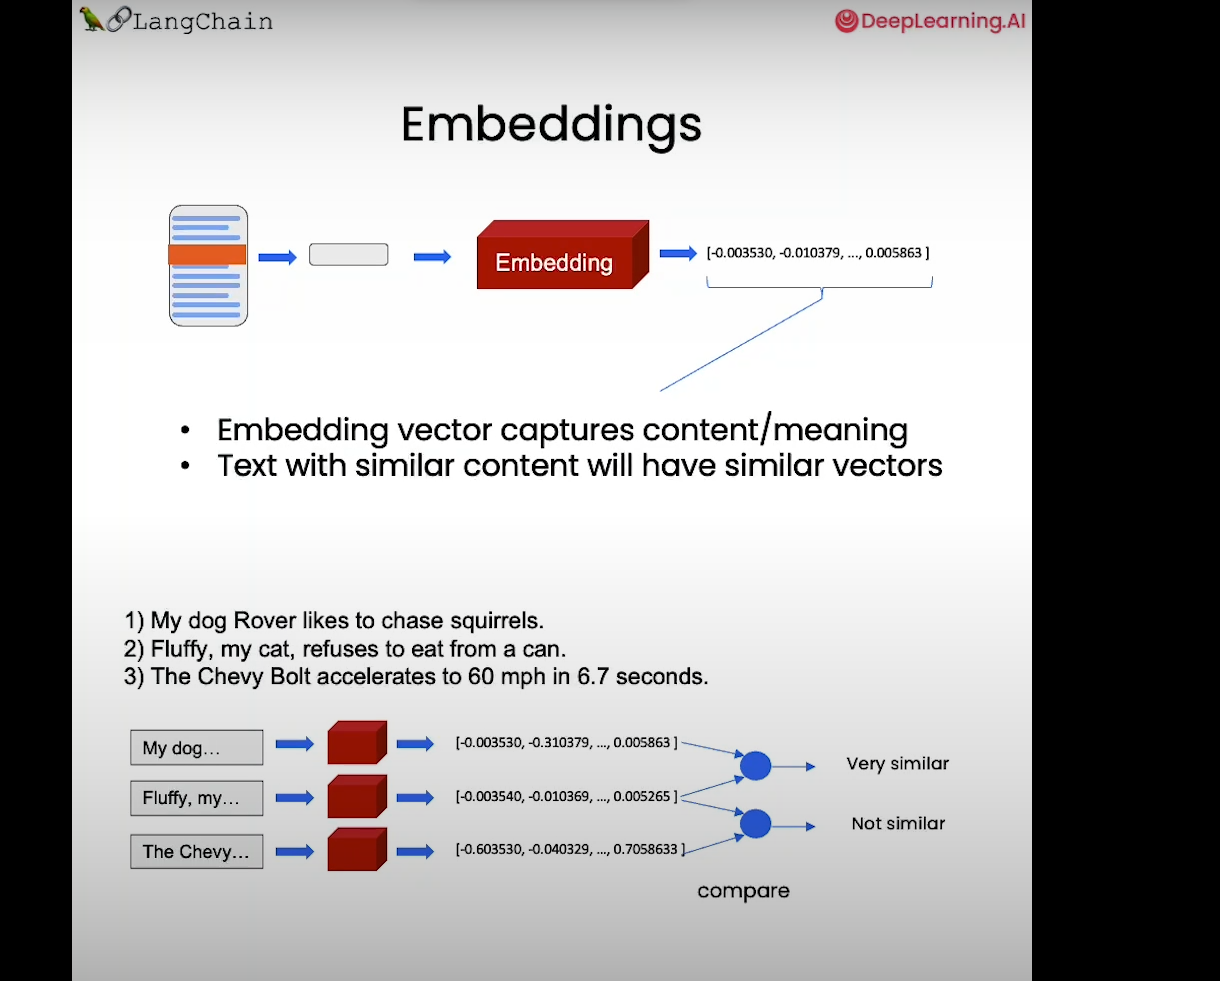 LangChain
DeepLearning.AI
Embeddings
Embedding
[-0.003530, -0.010379, ..., 0.005863 ]
• Embedding vector captures content/meaning
• Text with similar content will have similar vectors
1) My dog Rover likes to chase squirrels.
2) Fluffy, my cat, refuses to eat from a can.
3) The Chevy Bolt accelerates to 60 mph in 6.7 seconds.
My dog...
[-0.003530, -0.310379, ..., 0.005863 ]
Very similar
Fluffy, my...
[-0.003540, -0.010369, ..., 0.005265 ]
Not similar
The Chevy...
[-0.603530, -0.040329, ..., 0.7058633 ]
compare